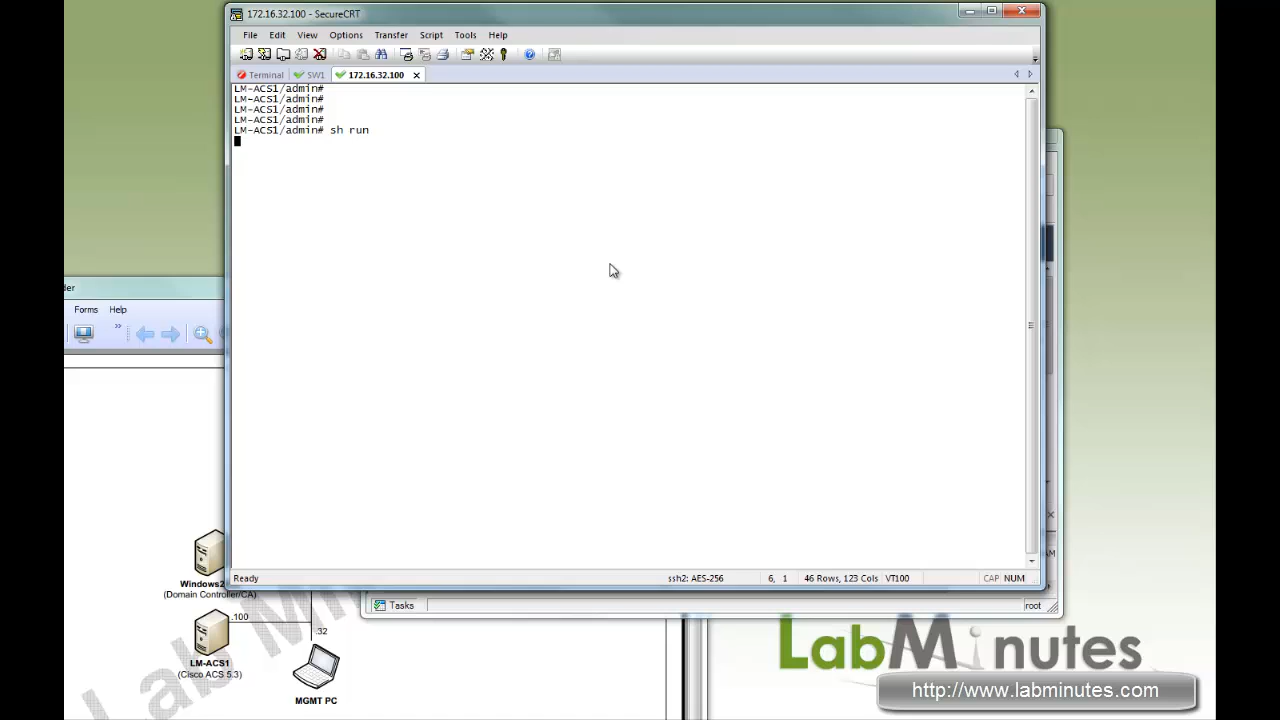 172.16.32.100 - SecureCRT
File Edit View Options Transfer Script Tools Help
Terminal SW1 172.16.32.100
LM-ACS1/admin#
LM-ACS1/admin#
LM-ACS1/admin#
LM-ACS1/admin#
LM-ACS1/admin# sh run
der
Forms Help
Ready ssh2: AES-256 6, 1 46 Rows, 123 Cols VT100 CAP NUM
Tasks root
(Domain Controller/CA)
.100
.32
LM-ACS1
(Cisco ACS 5.3)
MGMT PC
LabMinutes
http://www.labminutes.com